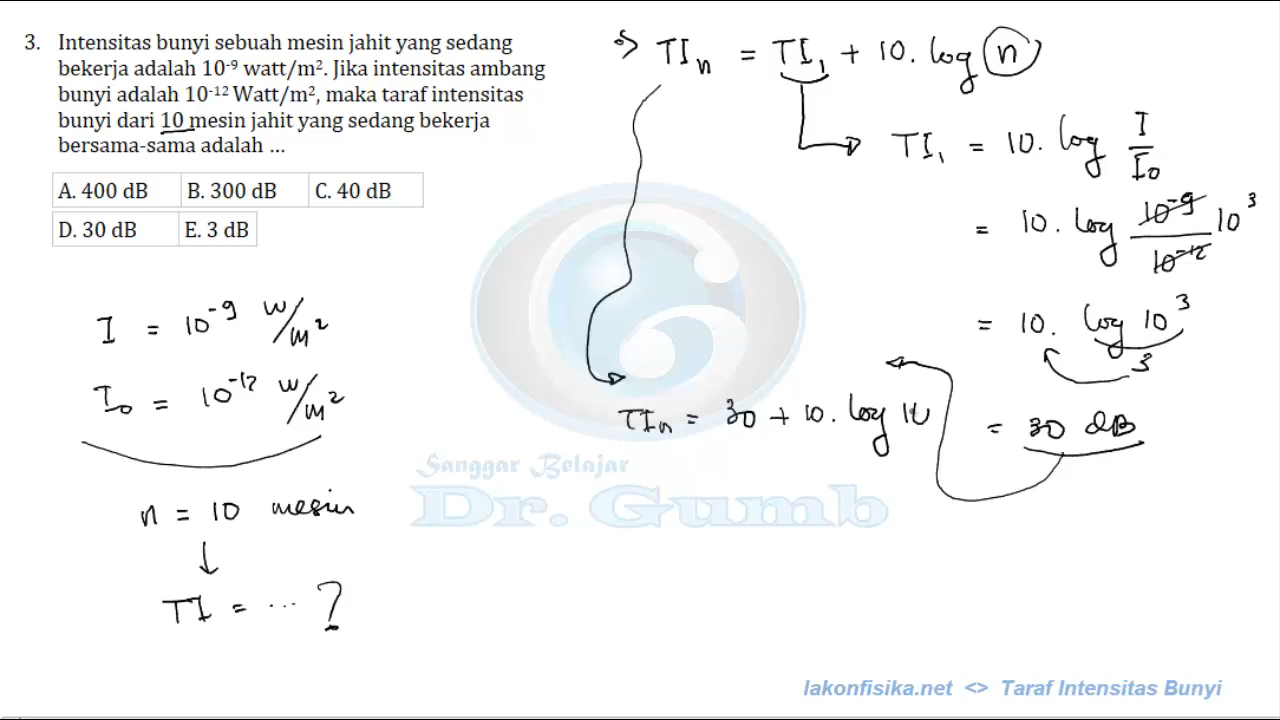 3. Intensitas bunyi sebuah mesin jahit yang sedang
bekerja adalah 10⁻⁹ watt/m². Jika intensitas ambang
bunyi adalah 10⁻¹² Watt/m², maka taraf intensitas
bunyi dari 10 mesin jahit yang sedang bekerja
bersama-sama adalah ...
A. 400 dB B. 300 dB C. 40 dB
D. 30 dB E. 3 dB
I = 10⁻⁹ W/m²
I₀ = 10⁻¹² W/m²
n = 10 mesin
↓
TI = ... ?
TIₙ = TI₁ + 10. log n
TI₁ = 10. log I/I₀
= 10. log 10⁻⁹/10⁻¹² 10³
= 10. log 10³
3
= 30 dB
TIₙ = 30 + 10. log 10
Sanggar Belajar
Dr. Gumb
lakonfisika.net <> Taraf Intensitas Bunyi